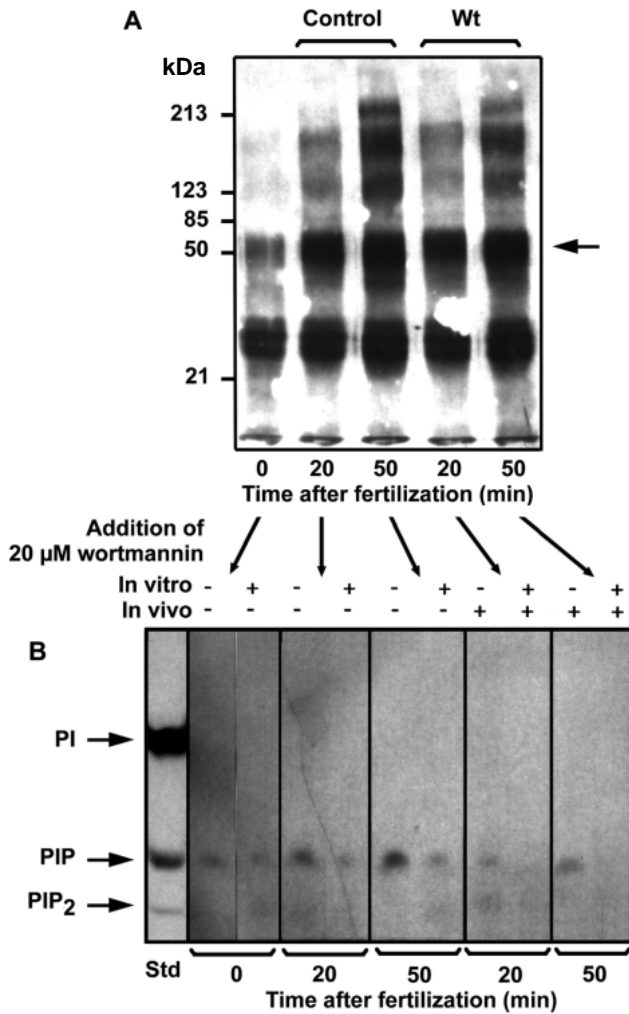 A
Control Wt
kDa
213
123
85
50
21
0 20 50 20 50
Time after fertilization (min)
Addition of
20 µM wortmannin
In vitro - + - + - + - + - +
In vivo - - - - - - + + + +
B
PI
PIP
PIP2
Std 0 20 50 20 50
Time after fertilization (min)